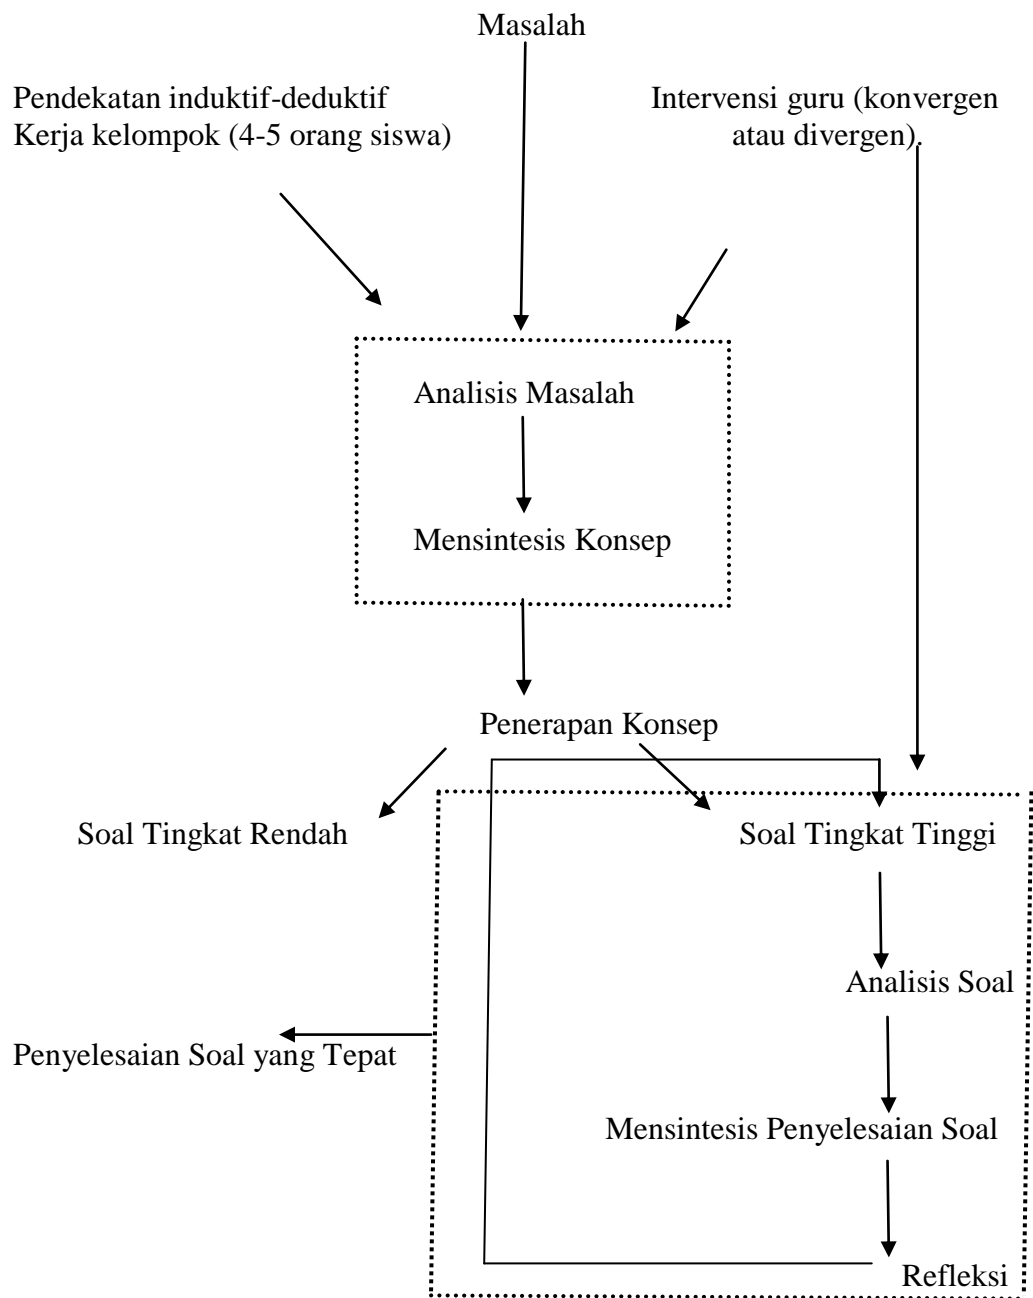 Masalah
Pendekatan induktif-deduktif
Kerja kelompok (4-5 orang siswa)
Intervensi guru (konvergen
atau divergen).
Analisis Masalah
Mensintesis Konsep
Penerapan Konsep
Soal Tingkat Rendah
Soal Tingkat Tinggi
Analisis Soal
Penyelesaian Soal yang Tepat
Mensintesis Penyelesaian Soal
Refleksi